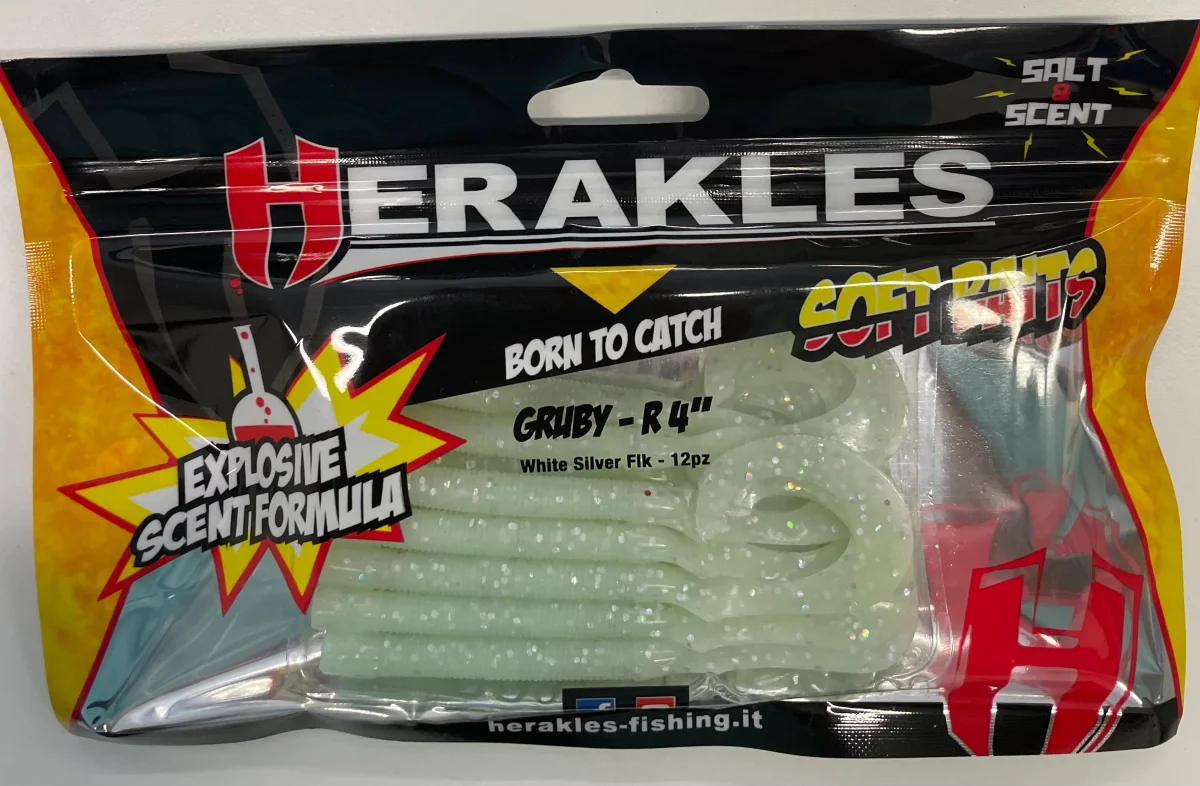 SALT
&
SCENT
HERAKLES
SOFT BAITS
BORN TO CATCH
GRUBY - R 4"
White Silver Flk - 12pz
EXPLOSIVE
SCENT FORMULA
herakles-fishing.it